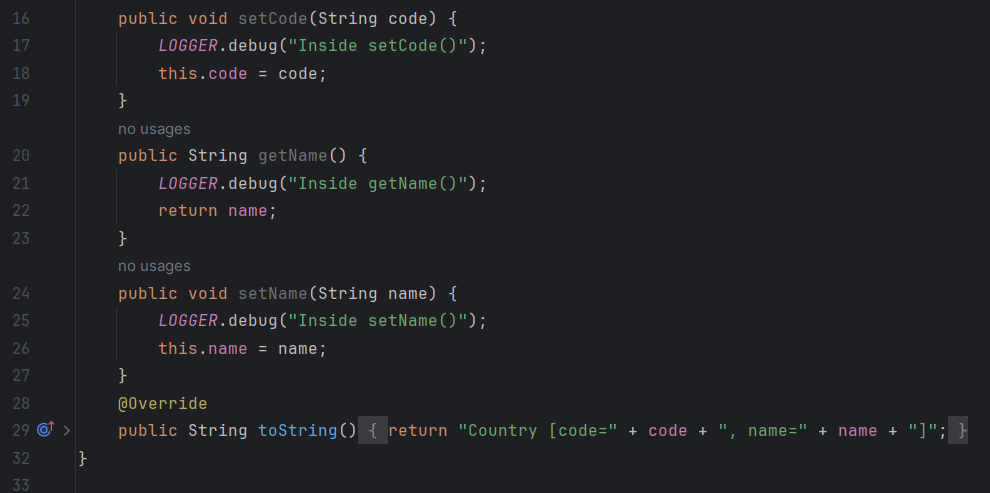 16 public void setCode(String code) {
17 LOGGER.debug("Inside setCode()");
18 this.code = code;
19 }
no usages
20 public String getName() {
21 LOGGER.debug("Inside getName()");
22 return name;
23 }
no usages
24 public void setName(String name) {
25 LOGGER.debug("Inside setName()");
26 this.name = name;
27 }
28 @Override
29 public String toString() { return "Country [code=" + code + ", name=" + name + "]"; }
32 }
33